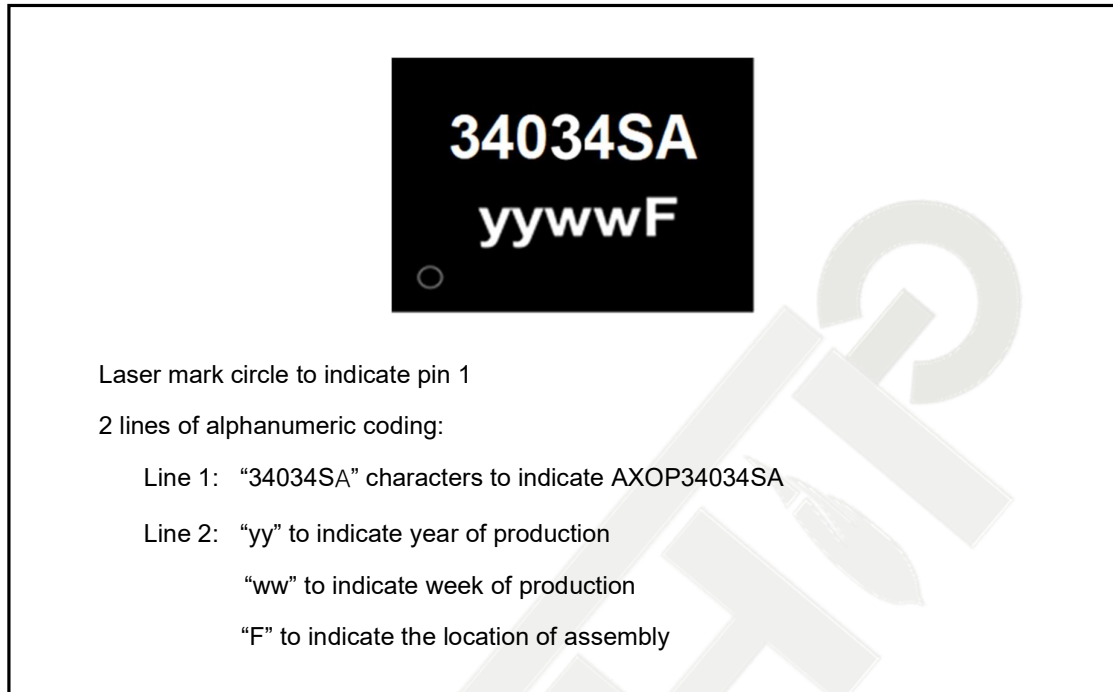 34034SA
yywwF
Laser mark circle to indicate pin 1
2 lines of alphanumeric coding:
Line 1: “34034SA” characters to indicate AXOP34034SA
Line 2: “yy” to indicate year of production
“ww” to indicate week of production
“F” to indicate the location of assembly